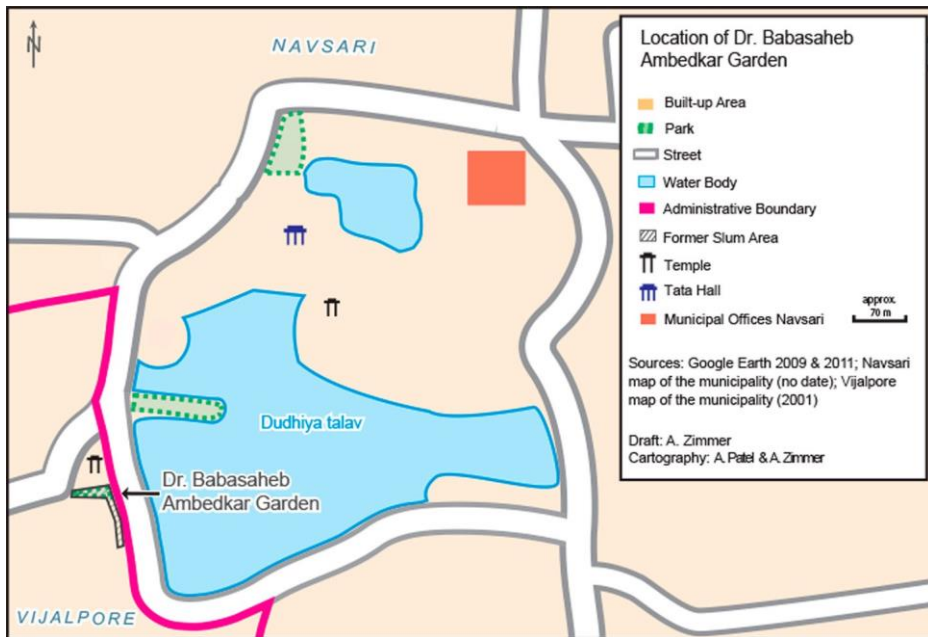 N
NAVSARI
Dudhiya talav
Dr. Babasaheb
Ambedkar Garden
VIJALPORE
Location of Dr. Babasaheb
Ambedkar Garden
Built-up Area
Park
Street
Water Body
Administrative Boundary
Former Slum Area
Temple
Tata Hall
Municipal Offices Navsari
approx.
70 m
Sources: Google Earth 2009 & 2011; Navsari
map of the municipality (no date); Vijalpore
map of the municipality (2001)
Draft: A. Zimmer
Cartography: A. Patel & A. Zimmer